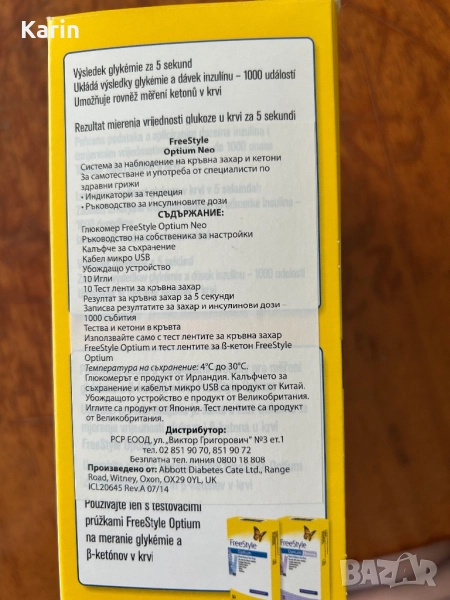 Karin
Výsledek glykémie za 5 sekund
Ukládá výsledky glykémie a dávek inzulínu – 1000 událostí
Umožňuje rovněž měření ketonů v krvi
Rezultat mierenia vrijednosti glukoze u krvi za 5 sekundi
FreeStyle
Optium Neo
Система за наблюдение на кръвна захар и кетони
За самотестване и употреба от специалисти по
здравни грижи
• Индикатори за тенденция
• Ръководство за инсулиновите дози
СЪДЪРЖАНИЕ:
Глюкомер FreeStyle Optium Neo
Ръководство на собственика за настройки
Калъфче за съхранение
Кабел микро USB
Убождащо устройство
10 Игли
10 Тест ленти за кръвна захар
Резултат за кръвна захар за 5 секунди
Записва резултатите за захар и инсулинови дози –
1000 събития
Тества и кетони в кръвта
Използвайте само с тест лентите за кръвна захар
FreeStyle Optium и тест лентите за ß-кетон FreeStyle
Optium
Температура на съхранение: 4°C до 30°C.
Глюкомерът е продукт от Ирландия. Калъфчето за
съхранение и кабелът микро USB са продукт от Китай.
Убождащото устройство е продукт от Великобритания.
Иглите са продукт от Япония. Тест лентите са продукт
от Великобритания.
Дистрибутор:
РСР ЕООД, ул. „Виктор Григорович" №3 ет.1
тел. 02 851 90 70, 851 90 72
Безплатна тел. линия 0800 18 808
Произведено от: Abbott Diabetes Cate Ltd., Range
Road, Witney, Oxon, OX29 0YL, UK
ICL20645 Rev.A 07/14
Používajte len s testovacími
prúžkami FreeStyle Optium
na meranie glykémie a
β-ketónov v krvi
FreeStyle
Optium
FreeStyle
Optium
BAZAR